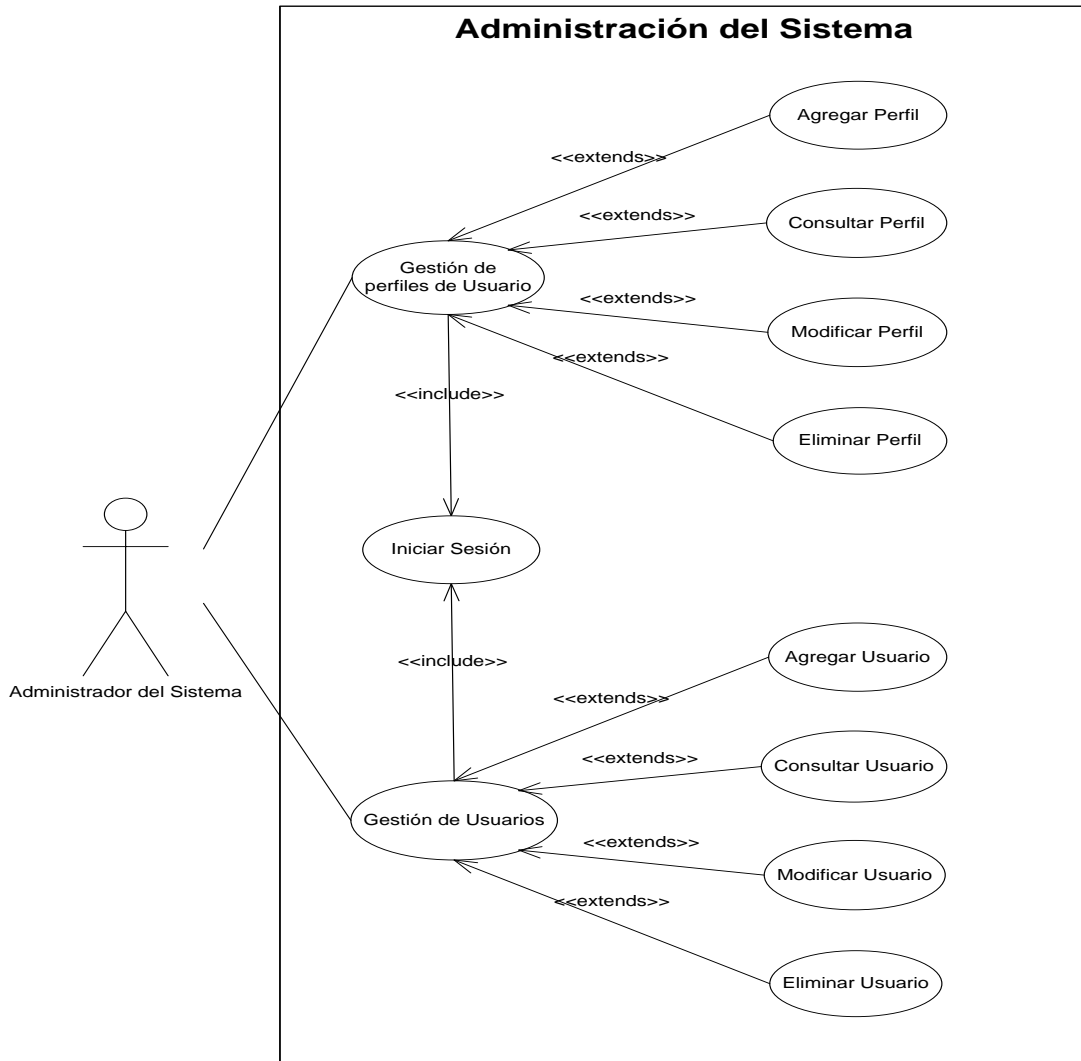 Administración del Sistema
Agregar Perfil
<<extends>>
Consultar Perfil
<<extends>>
Gestión de
perfiles de Usuario
<<extends>>
Modificar Perfil
<<extends>>
<<include>>
Eliminar Perfil
Iniciar Sesión
Administrador del Sistema
<<include>>
Agregar Usuario
<<extends>>
Consultar Usuario
<<extends>>
Gestión de Usuarios
<<extends>>
Modificar Usuario
<<extends>>
Eliminar Usuario